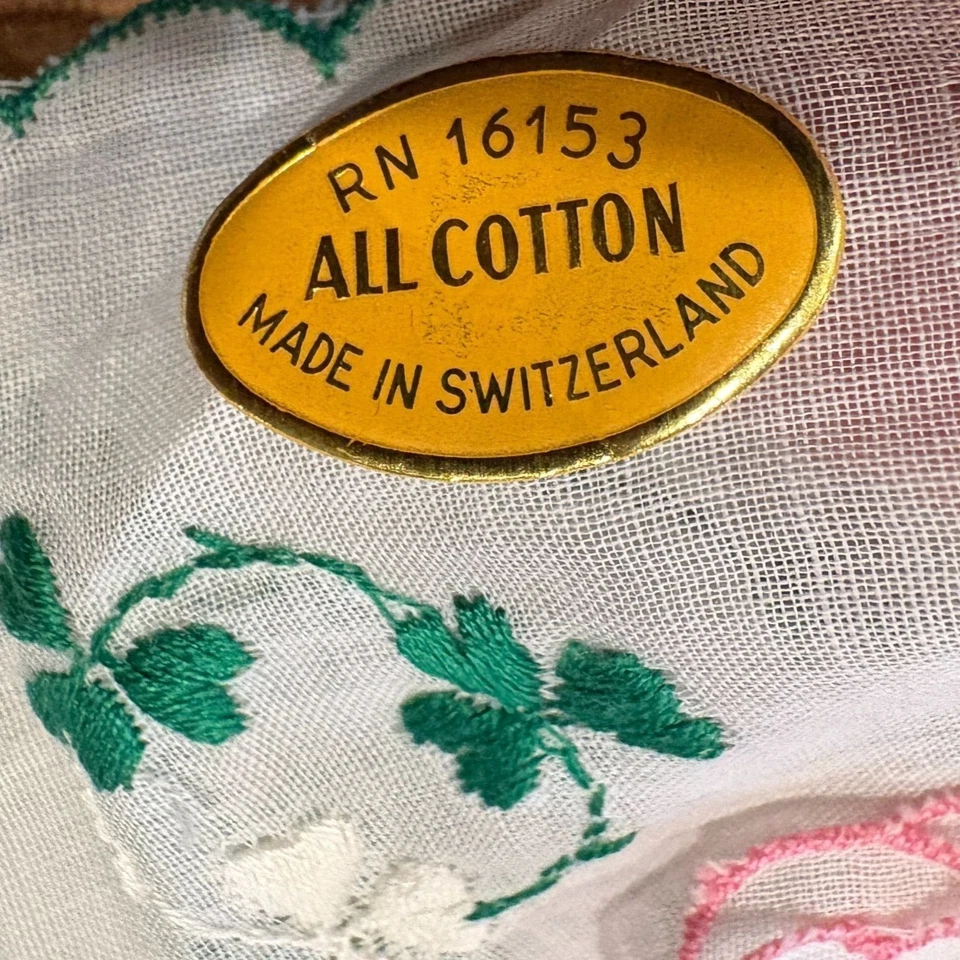 RN 16153
ALL COTTON
MADE IN SWITZERLAND